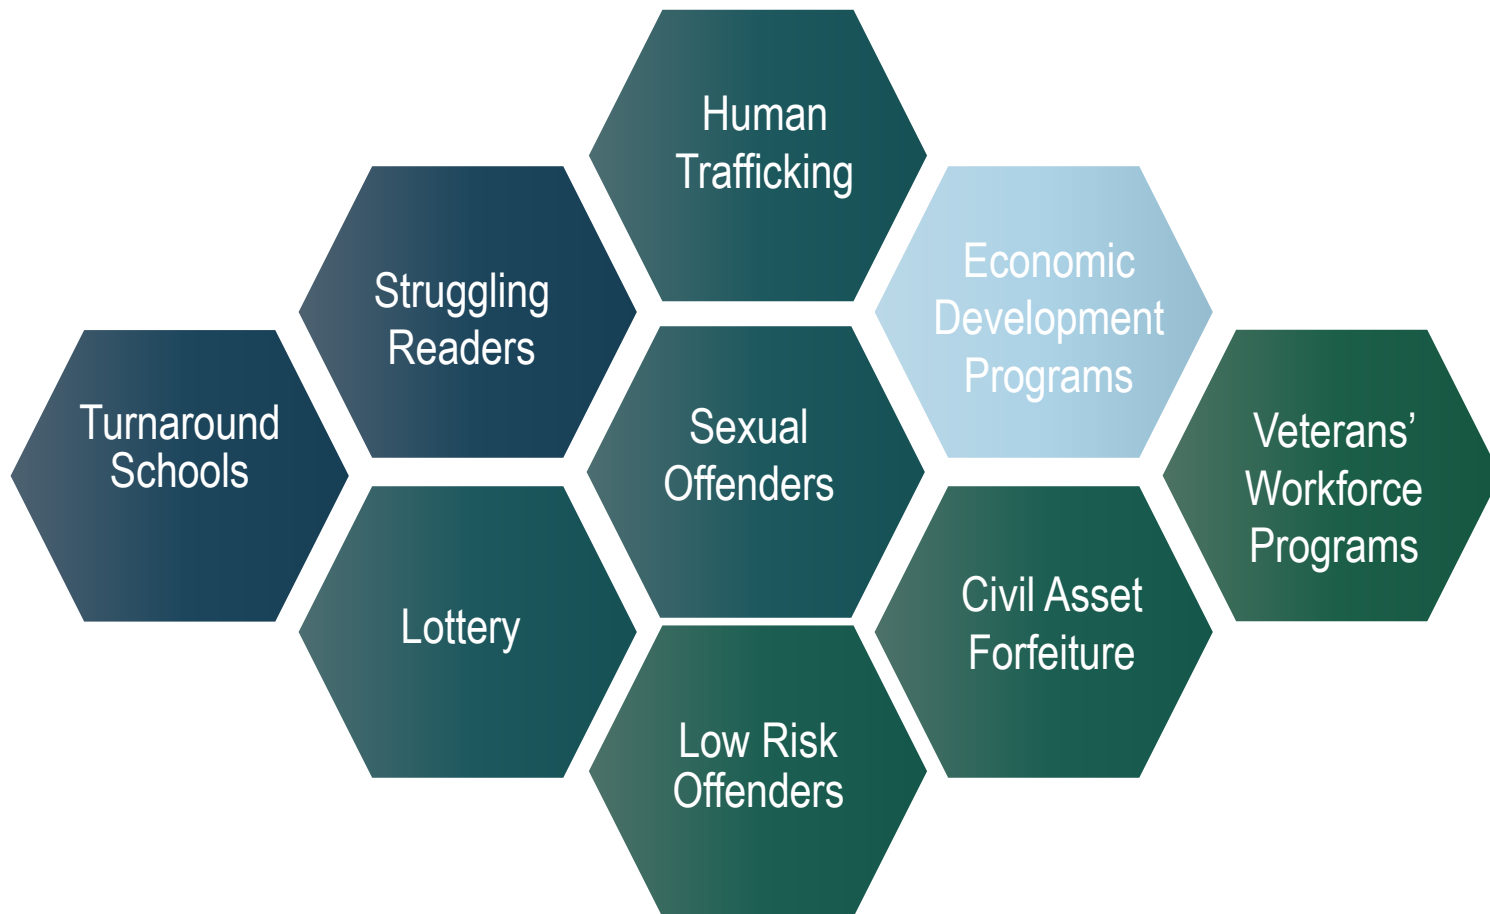 Human
Trafficking
Struggling
Readers
Economic
Development
Programs
Turnaround
Schools
Sexual
Offenders
Veterans’
Workforce
Programs
Lottery
Civil Asset
Forfeiture
Low Risk
Offenders